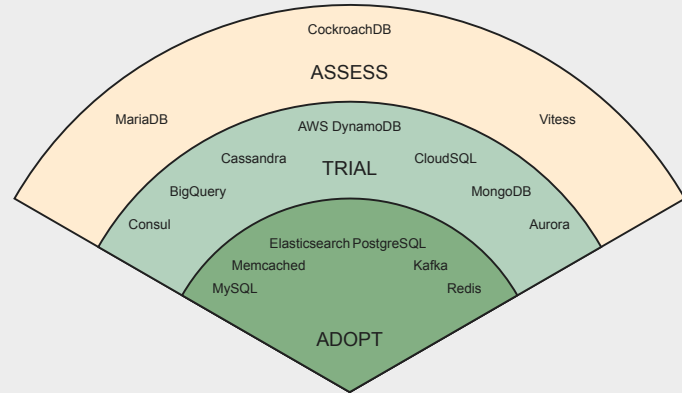 CockroachDB
ASSESS
MariaDB
Vitess
AWS DynamoDB
Cassandra
CloudSQL
TRIAL
BigQuery
MongoDB
Consul
Aurora
Elasticsearch PostgreSQL
Memcached
Kafka
MySQL
Redis
ADOPT